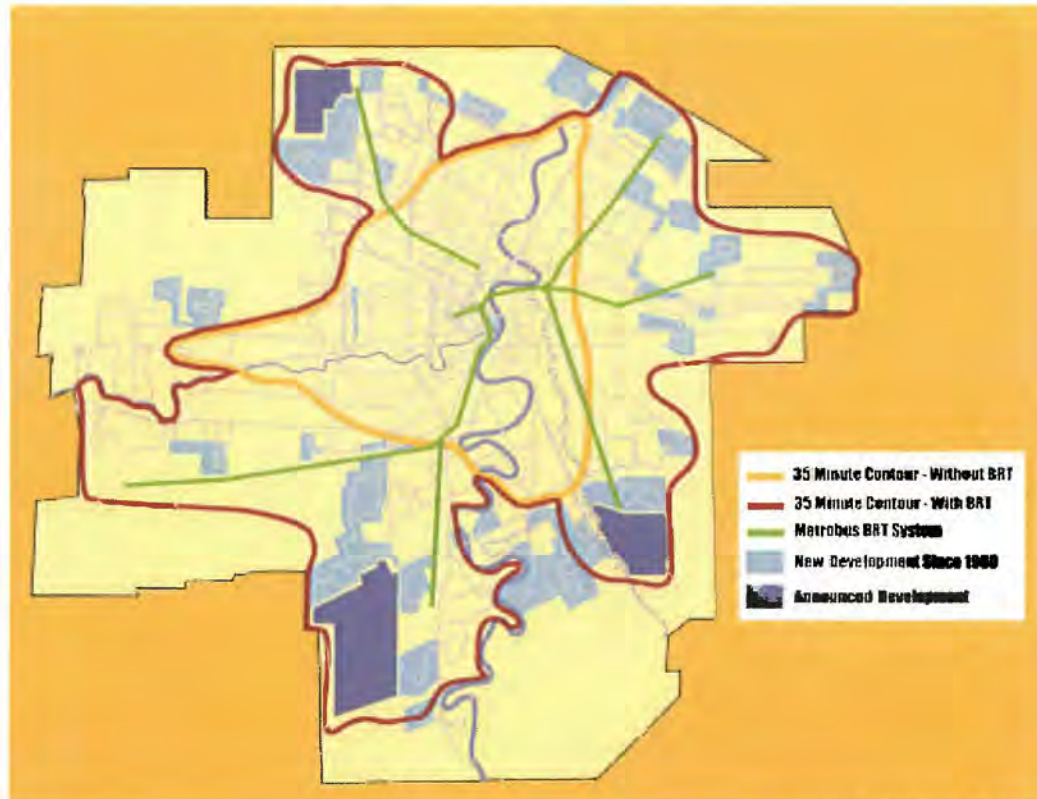 35 Minute Contour - Without BRT
35 Minute Contour - With BRT
Metrobus BRT System
New Development Since 1980
Announced Development